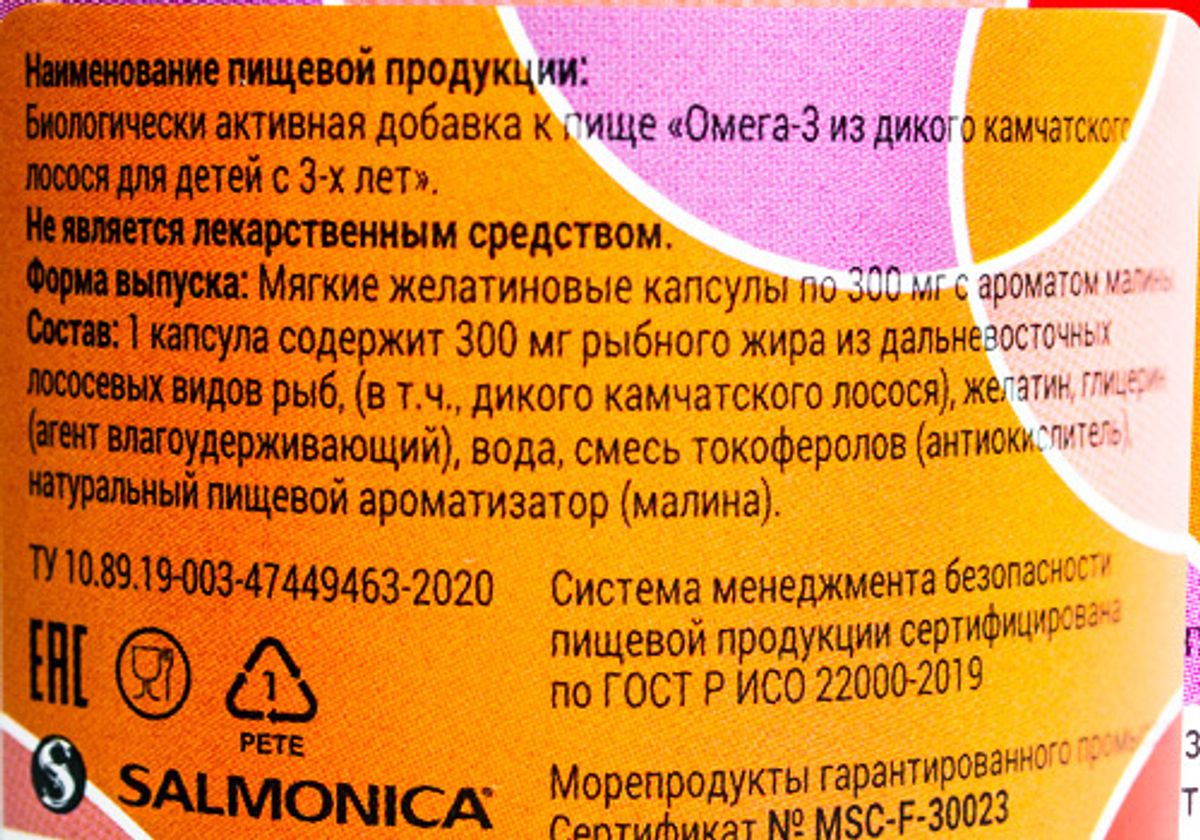 Наименование пищевой продукции:
Биологически активная добавка к пище «Омега-3 из дикого камчатского
лосося для детей с 3-х лет».
Не является лекарственным средством.
Форма выпуска: Мягкие желатиновые капсулы по 300 мг с ароматом малины
Состав: 1 капсула содержит 300 мг рыбного жира из дальневосточных
лососевых видов рыб, (в т.ч., дикого камчатского лосося), желатин, глицерин
(агент влагоудерживающий), вода, смесь токоферолов (антиокислитель),
натуральный пищевой ароматизатор (малина).
ТУ 10.89.19-003-47449463-2020
EAC
1
PETE
S
SALMONICA
Система менеджмента безопасности
пищевой продукции сертифицирована
по ГОСТ Р ИСО 22000-2019
Морепродукты гарантированного
Сертификат № MSC-F-30023